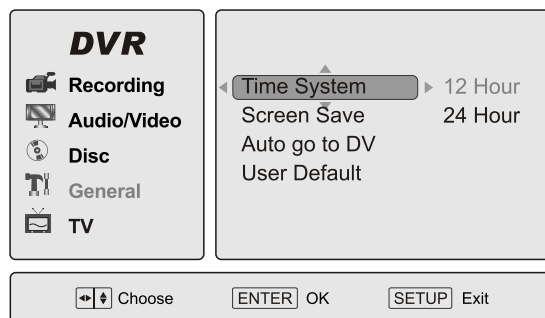 DVR
Recording
Audio/Video
Disc
General
TV
Time System 12 Hour
Screen Save 24 Hour
Auto go to DV
User Default
Choose ENTER OK SETUP Exit